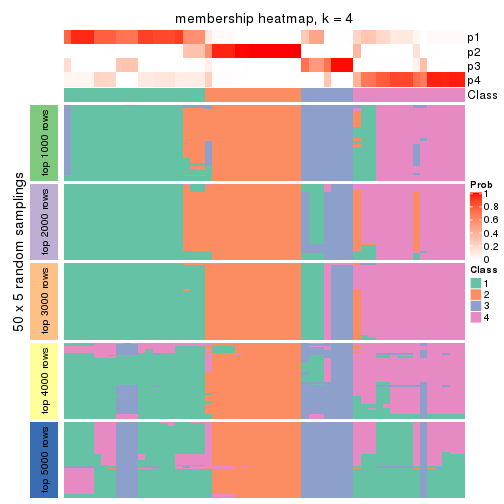 membership heatmap, k = 4
p1
p2
p3
p4
Class
50 x 5 random samplings
top 1000 rows
top 2000 rows
top 3000 rows
top 4000 rows
top 5000 rows
Prob
1
0.8
0.6
0.4
0.2
0
Class
1
2
3
4